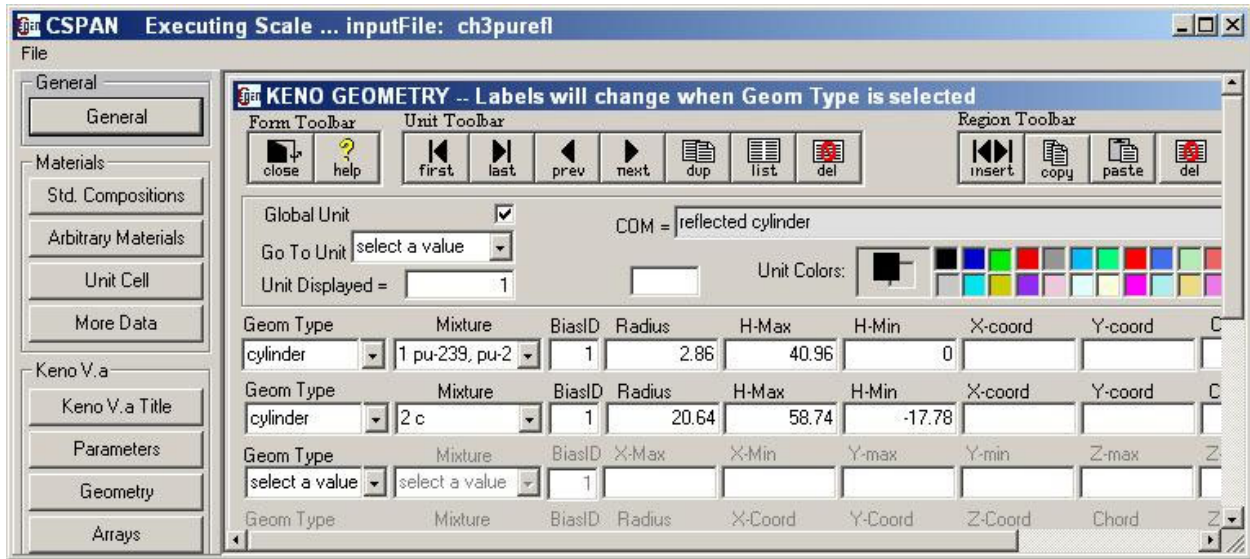 CSPAN Executing Scale ... inputFile: ch3purefl
File
General
General
Materials
Std. Compositions
Arbitrary Materials
Unit Cell
More Data
Keno V.a
Keno V.a Title
Parameters
Geometry
Arrays
KENO GEOMETRY -- Labels will change when Geom Type is selected
Form Toolbar Unit Toolbar Region Toolbar
close help first last prev next dup list del insert copy paste del
Global Unit
COM = reflected cylinder
Go To Unit select a value
Unit Displayed = 1
Unit Colors:
Geom Type Mixture BiasID Radius H-Max H-Min X-coord Y-coord C
cylinder 1 pu-239, pu-2 1 2.86 40.96 0
Geom Type Mixture BiasID Radius H-Max H-Min X-coord Y-coord C
cylinder 2 c 1 20.64 58.74 -17.78
Geom Type Mixture BiasID X-Max X-Min Y-max Y-min Z-max Z-
select a value select a value 1
Geom Type Mixture BiasID Radius X-Coord Y-Coord Z-Coord Chord Z